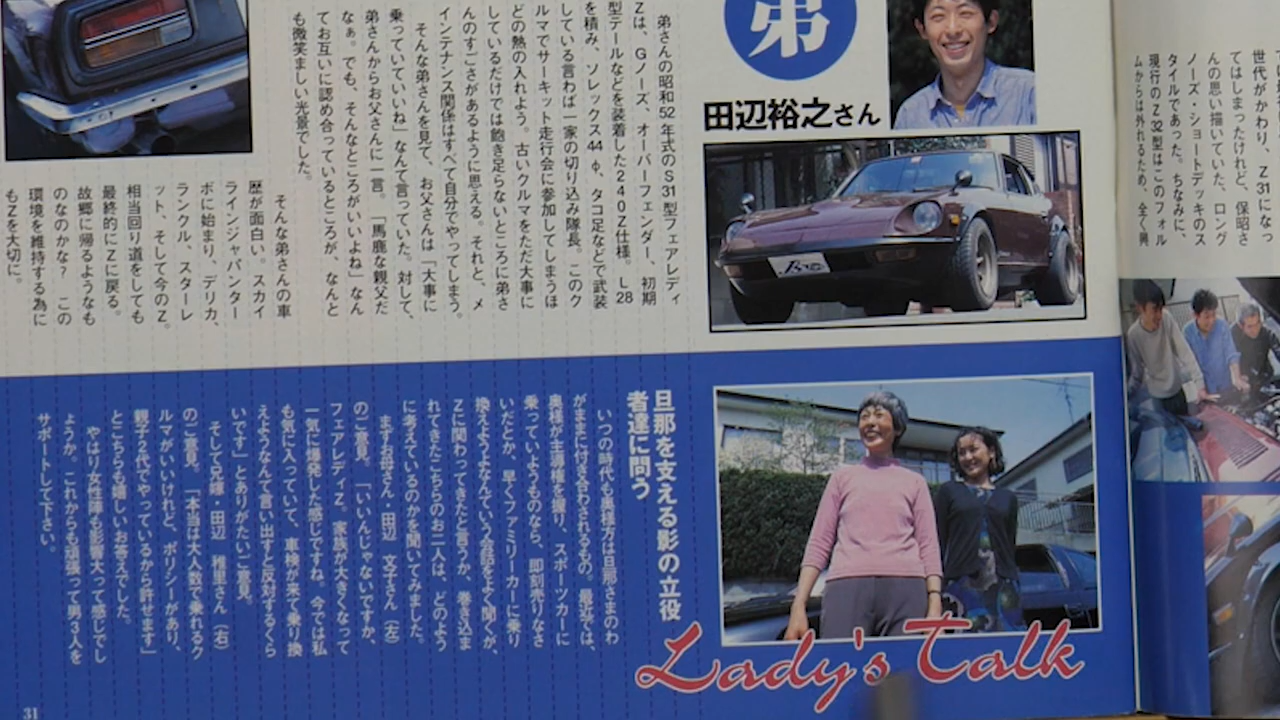 世代がかわり、Z31になっ
てはしまったけれど、保昭さ
んの思い描いていた、ロング
ノーズ・ショートデッキのス
タイルであった。ちなみに、
現行のZ32型はこのフォル
ムからは外れるため、全く興
弟
田辺裕之さん
弟さんの昭和52年式のS31型フェアレディ
Zは、Gノーズ、オーバーフェンダー、初期
型テールなどを装着した240Z仕様。L28
を積み、ソレックス44φ、タコ足などで武装
している言わば一家の切り込み隊長。このク
ルマでサーキット走行会に参加してしまうほ
どの熱の入れよう。古いクルマをただ大事に
しているだけでは飽き足らないところに弟さ
んのすごさがあるように思える。それと、メ
インテナンス関係はすべて自分でやってしまう。
そんな弟さんを見て、お父さんは「大事に
乗っていていいね」なんて言っていた。対して、
弟さんからお父さんに一言。「馬鹿な親父だ
なぁ。でも、そんなところがいいよね」なん
てお互いに認め合っているところが、なんと
も微笑ましい光景でした。
そんな弟さんの車
歴が面白い。スカイ
ラインジャパンター
ボに始まり、デリカ、
ランクル、スターレ
ット、そして今のZ。
相当回り道をしても
最終的にZに戻る。
故郷に帰るようなも
のなのかな? この
環境を維持する為に
もZを大切に。
Lady's Talk
旦那を支える影の立役
者達に問う
いつの時代も奥様方は旦那さまのわ
がままに付き合わされるもの。最近では、
奥様が主導権を握り、スポーツカーに
乗っていようものなら、即刻売りなさ
いだとか、早くファミリーカーに乗り
換えようよなんていう会話をよく聞くが、
Zに関わってきたと言うか、巻き込ま
れてきたこちらのお二人は、どのよう
に考えているのかを聞いてみました。
まずお母さん・田辺 文子さん(左)
のご意見。「いいんじゃないですか、
フェアレディZ。家族が大きくなって
一気に爆発した感じですね。今では私
も気に入っていて、車検が来て乗り換
えようなんて言い出すと反対するくら
いです」とありがたいご意見。
そして兄嫁・田辺 雅里さん(右)
のご意見。「本当は大人数で乗れるク
ルマがいいけれど、ポリシーがあり、
親子2代でやっているから許せます」
とこちらも嬉しいお答えでした。
やはり女性陣も影響大って感じでし
ょうか。これからも頑張って男3人を
サポートして下さい。
31